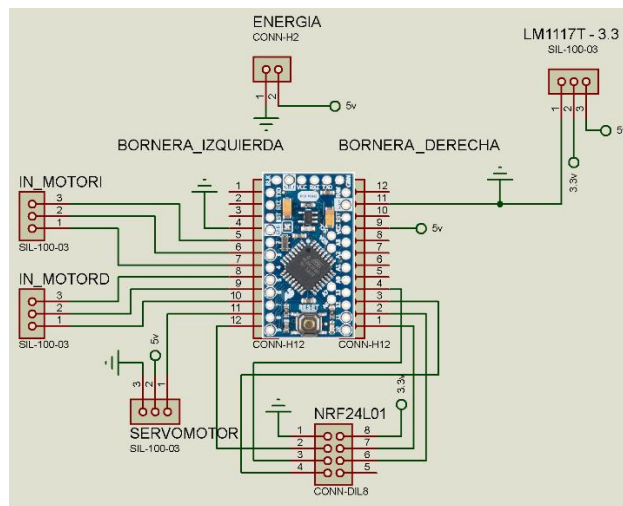 ENERGIA
CONN-H2
1
2
5v
LM1117T - 3.3
SIL-100-03
1
2
3
5
3.3v
BORNERA_IZQUIERDA
BORNERA_DERECHA
IN_MOTORI
3
2
1
SIL-100-03
IN_MOTORD
3
2
1
SIL-100-03
1
2
3
4
5
6
7
8
9
10
11
12
CONN-H12
12
11
10
9
8
7
6
5
4
3
2
1
CONN-H12
5v
5v
3
2
1
SERVOMOTOR
SIL-100-03
3.3v
NRF24L01
1
2
3
4
8
7
6
5
CONN-DIL8